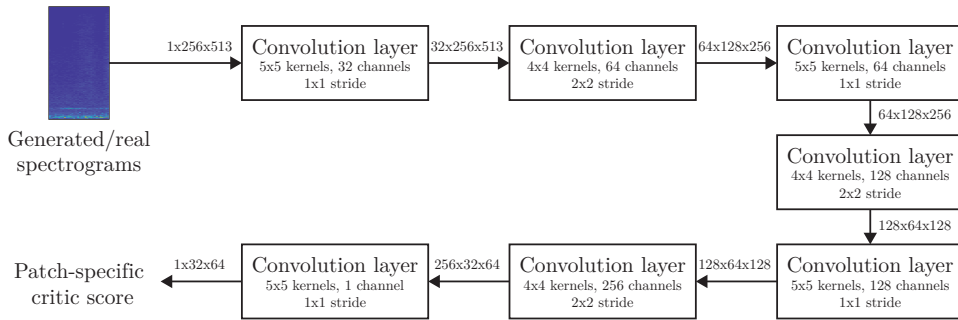 1x256x513
Convolution layer
5x5 kernels, 32 channels
1x1 stride
32x256x513
Convolution layer
4x4 kernels, 64 channels
2x2 stride
64x128x256
Convolution layer
5x5 kernels, 64 channels
1x1 stride
Generated/real
spectrograms
64x128x256
Convolution layer
4x4 kernels, 128 channels
2x2 stride
128x64x128
Convolution layer
5x5 kernels, 128 channels
1x1 stride
128x64x128
Convolution layer
4x4 kernels, 256 channels
2x2 stride
256x32x64
Convolution layer
5x5 kernels, 1 channel
1x1 stride
1x32x64
Patch-specific
critic score